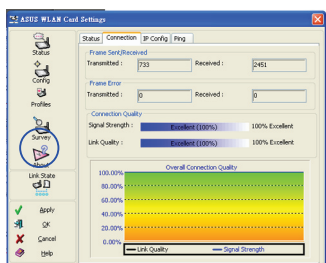 ASUS WLAN Card Settings
Status Connection IP Config Ping
Status
Config
Profiles
Survey
About
Link State
Apply
OK
Cancel
Help
Frame Sent/Received
Transmitted : 733 Received : 2451
Frame Error
Transmitted : 0 Received : 0
Connection Quality
Signal Strength : Excellent (100%) 100% Excellent
Link Quality : Excellent (100%) 100% Excellent
Overall Connection Quality
100.00%
80.00%
60.00%
40.00%
20.00%
0.00%
Link Quality Signal Strength